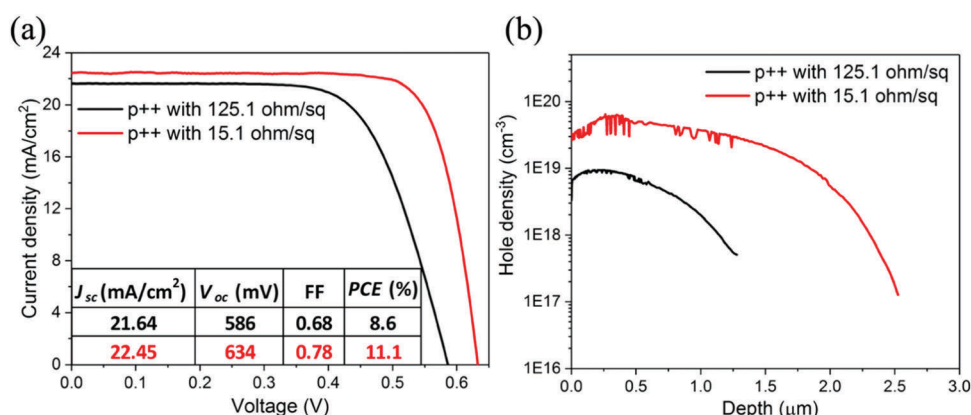 (a)
24
20
16
12
8
4
0
Current density (mA/cm²)
p++ with 125.1 ohm/sq
p++ with 15.1 ohm/sq
J sc (mA/cm²) V oc (mV) FF PCE (%)
21.64 586 0.68 8.6
22.45 634 0.78 11.1
0.0 0.1 0.2 0.3 0.4 0.5 0.6
Voltage (V)
(b)
p++ with 125.1 ohm/sq
p++ with 15.1 ohm/sq
1E20
1E19
1E18
1E17
1E16
Hole density (cm⁻³)
0.0 0.5 1.0 1.5 2.0 2.5 3.0
Depth (μm)